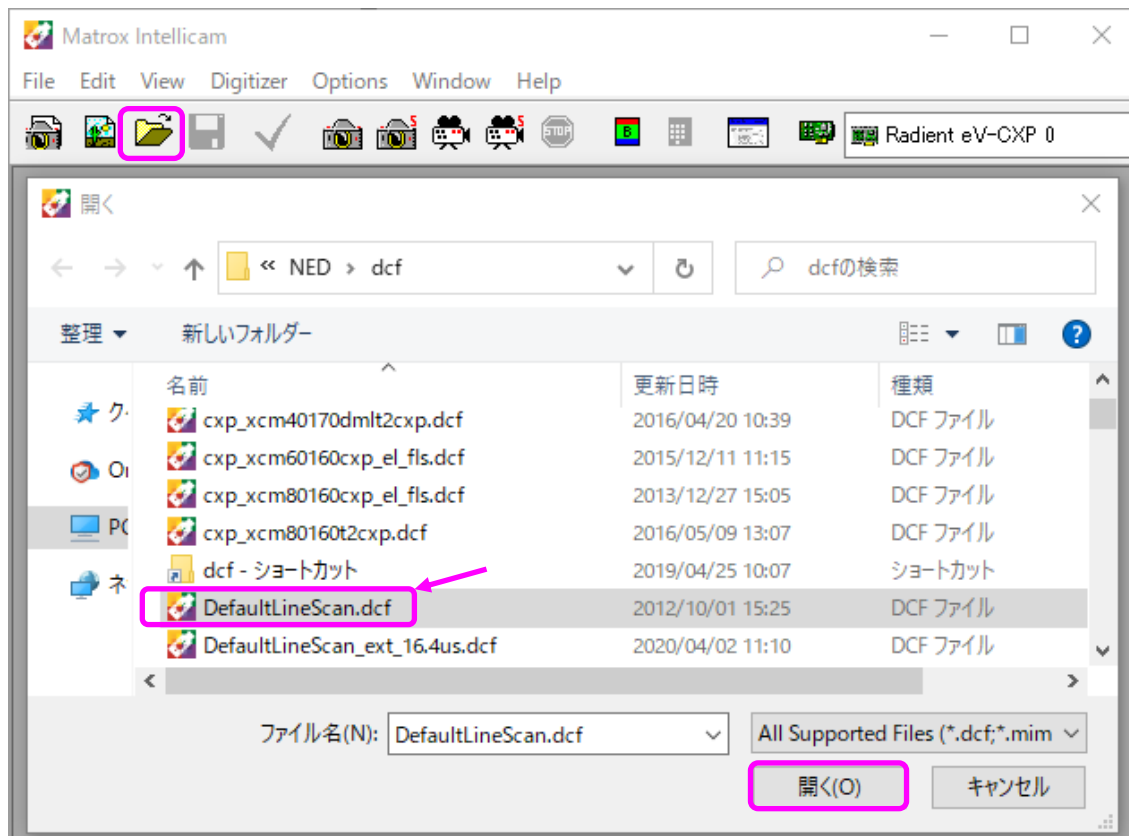 Matrox Intellicam
File Edit View Digitizer Options Window Help
STOP B Radient eV-CXP 0
開く
« NED › dcf dcfの検索
整理 新しいフォルダー
名前 更新日時 種類
cxp_xcm40170dmlt2cxp.dcf 2016/04/20 10:39 DCF ファイル
cxp_xcm60160cxp_el_fls.dcf 2015/12/11 11:15 DCF ファイル
cxp_xcm80160cxp_el_fls.dcf 2013/12/27 15:05 DCF ファイル
cxp_xcm80160t2cxp.dcf 2016/05/09 13:07 DCF ファイル
dcf - ショートカット 2019/04/25 10:07 ショートカット
DefaultLineScan.dcf 2012/10/01 15:25 DCF ファイル
DefaultLineScan_ext_16.4us.dcf 2020/04/02 11:10 DCF ファイル
ク
PC
ネ
ファイル名(N): DefaultLineScan.dcf All Supported Files (*.dcf;*.mim
開く(O) キャンセル